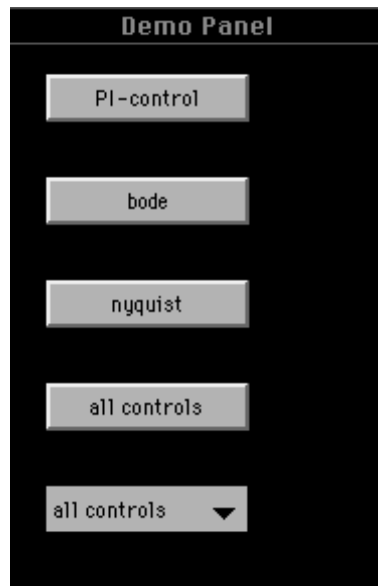 Demo Panel
PI-control
bode
nyquist
all controls
all controls